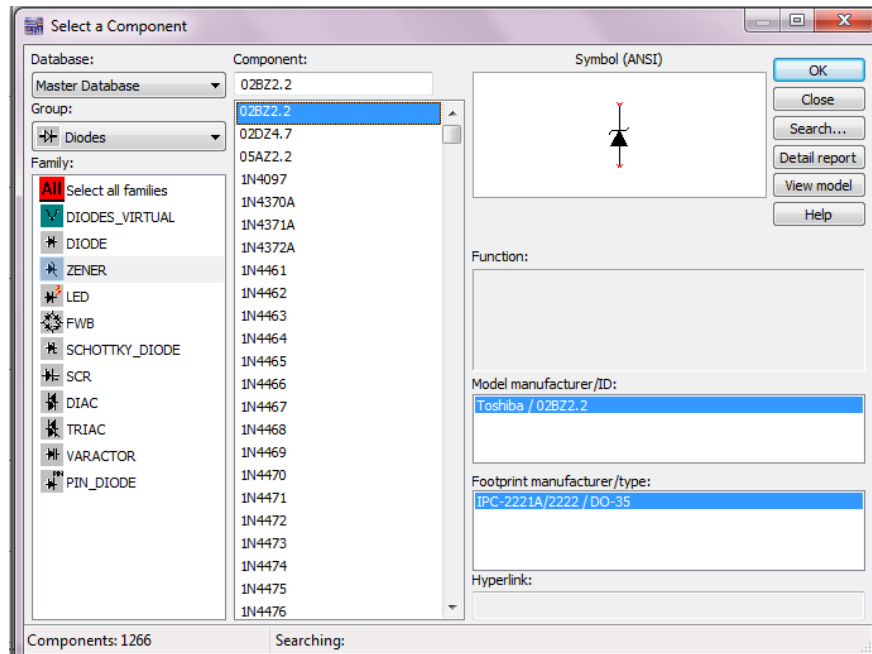 Select a Component
Database:
Master Database
Group:
Diodes
Family:
All Select all families
DIODES_VIRTUAL
DIODE
ZENER
LED
FWB
SCHOTTKY_DIODE
SCR
DIAC
TRIAC
VARACTOR
PIN_DIODE
Component:
02BZ2.2
02BZ2.2
02DZ4.7
05AZ2.2
1N4097
1N4370A
1N4371A
1N4372A
1N4461
1N4462
1N4463
1N4464
1N4465
1N4466
1N4467
1N4468
1N4469
1N4470
1N4471
1N4472
1N4473
1N4474
1N4475
1N4476
Symbol (ANSI)
OK
Close
Search...
Detail report
View model
Help
Function:
Model manufacturer/ID:
Toshiba / 02BZ2.2
Footprint manufacturer/type:
IPC-2221A/2222 / DO-35
Hyperlink:
Components: 1266
Searching: